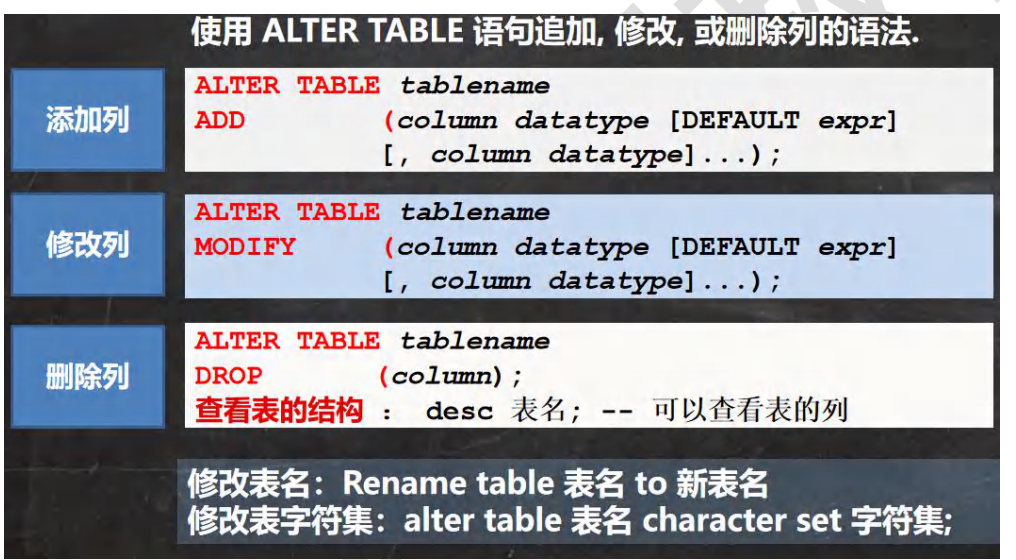 使用 ALTER TABLE 语句追加, 修改, 或删除列的语法.
添加列
ALTER TABLE tablename
ADD (column datatype [DEFAULT expr]
[, column datatype]...);
修改列
ALTER TABLE tablename
MODIFY (column datatype [DEFAULT expr]
[, column datatype]...);
删除列
ALTER TABLE tablename
DROP (column);
查看表的结构 : desc 表名; -- 可以查看表的列
修改表名：Rename table 表名 to 新表名
修改表字符集：alter table 表名 character set 字符集;